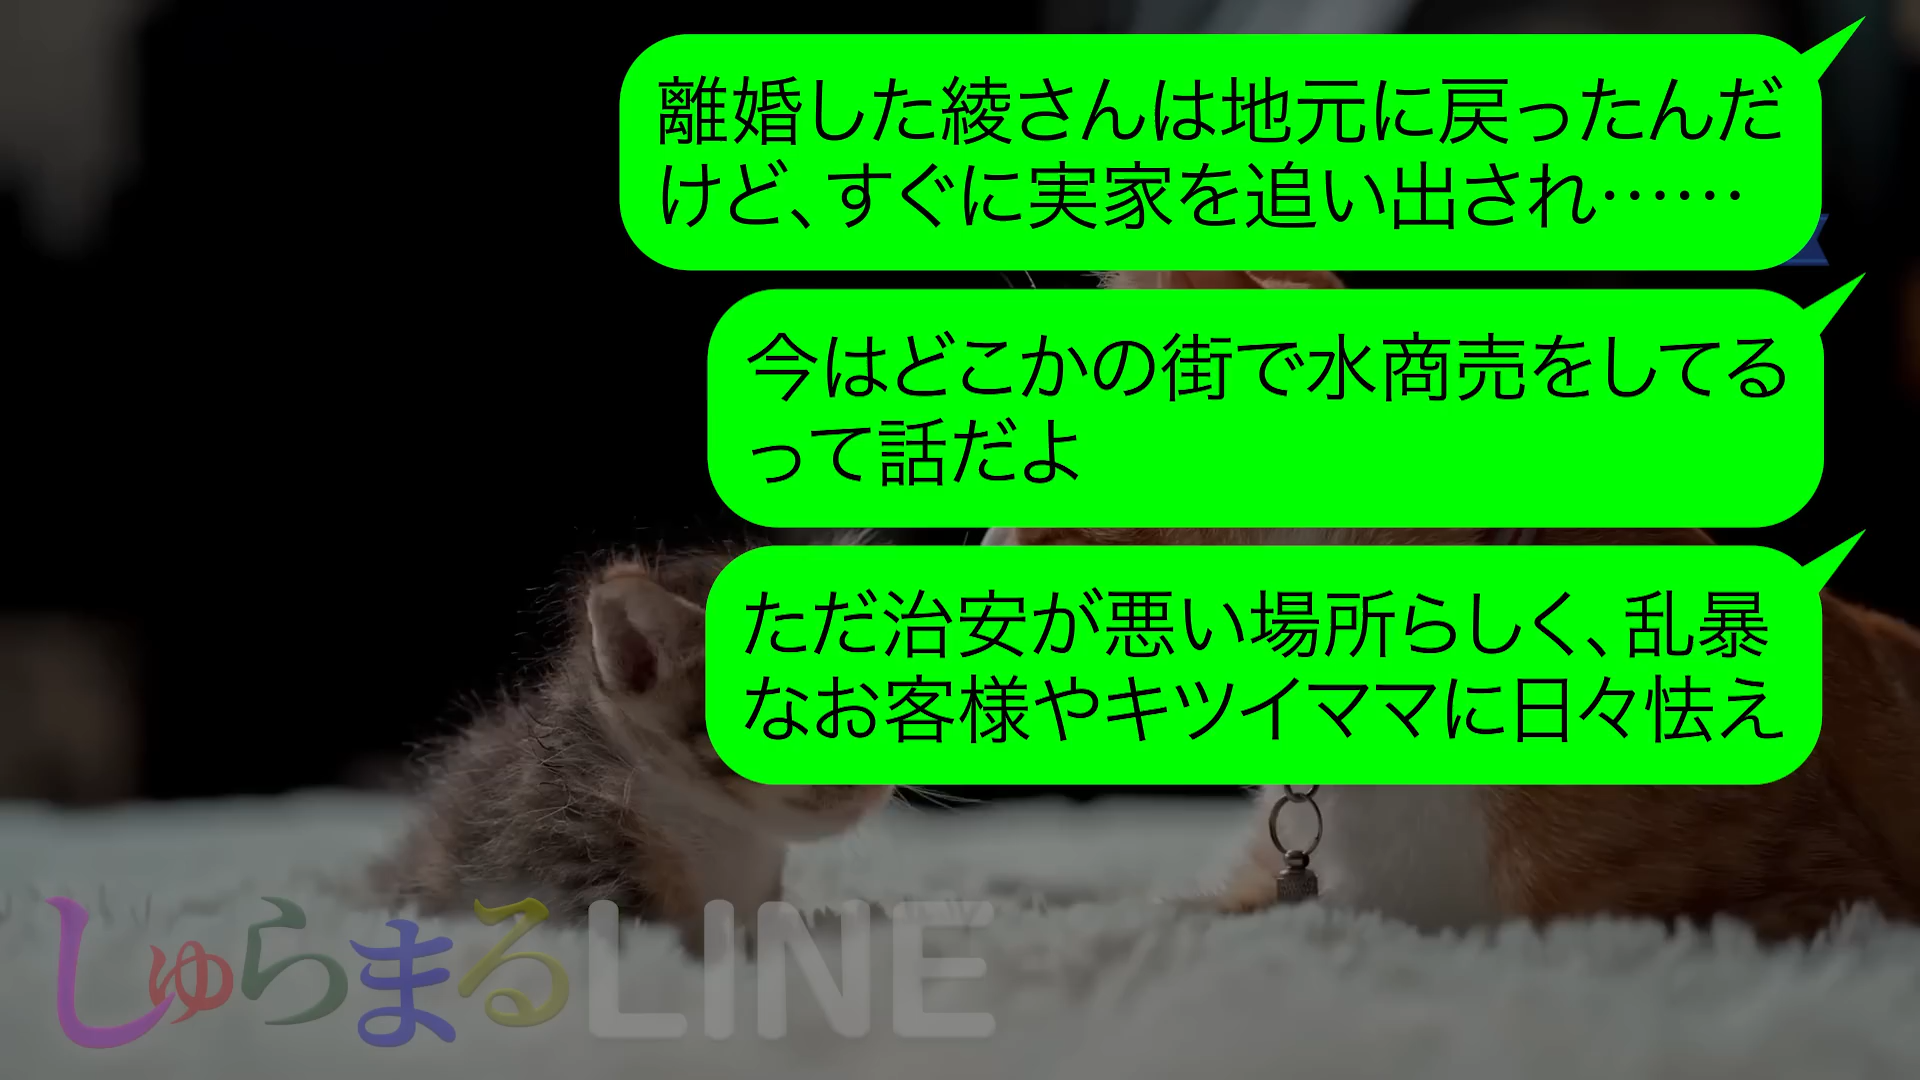 離婚した綾さんは地元に戻ったんだ
けど、すぐに実家を追い出され……
今はどこかの街で水商売をしてる
って話だよ
ただ治安が悪い場所らしく、乱暴
なお客様やキツイママに日々怯え
しゅらまるLINE